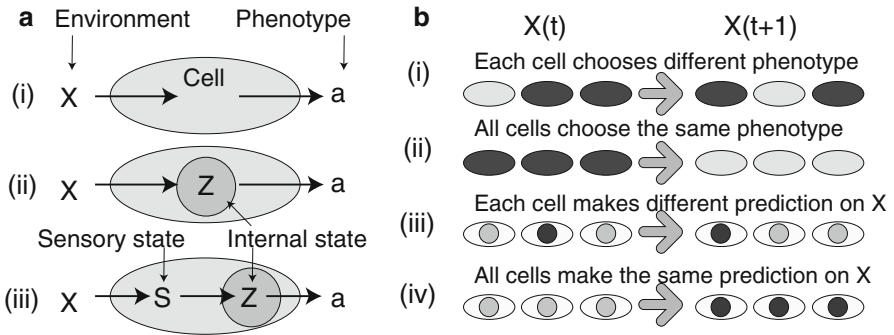 a
Environment
Phenotype
(i)
X
Cell
a
(ii)
X
Z
a
Sensory state
Internal state
(iii)
X
S
Z
a
b
X(t)
X(t+1)
Each cell chooses different phenotype
(i)
All cells choose the same phenotype
(ii)
Each cell makes different prediction on X
(iii)
All cells make the same prediction on X
(iv)